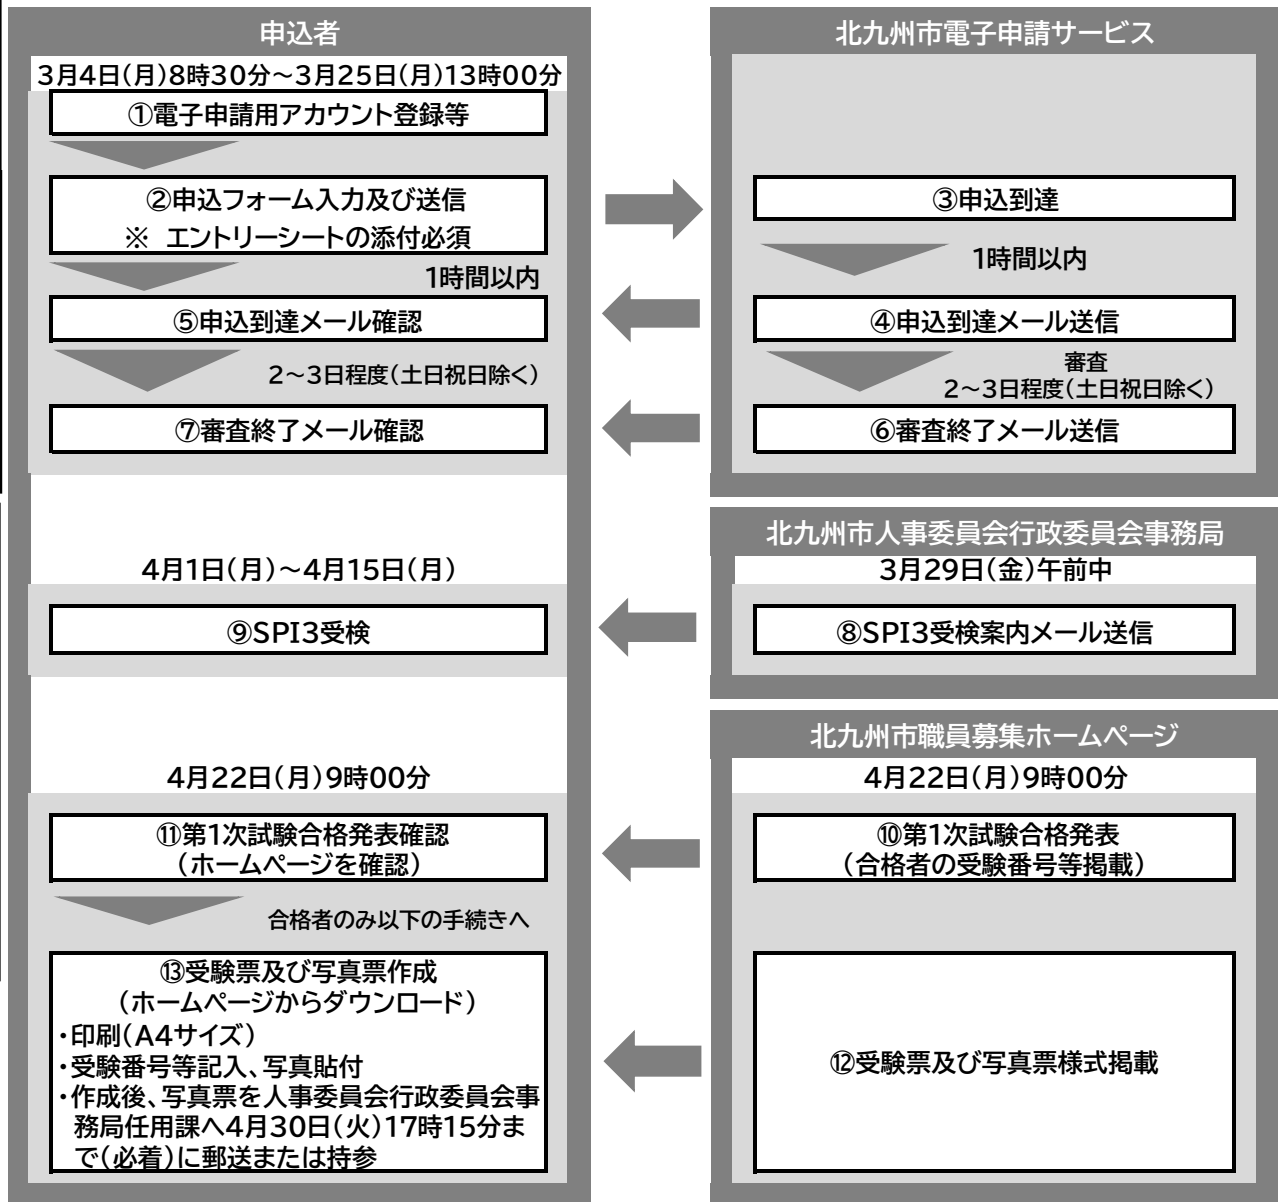 申込者
3月4日(月)8時30分～3月25日(月)13時00分
①電子申請用アカウント登録等
②申込フォーム入力及び送信
※ エントリーシートの添付必須
1時間以内
⑤申込到達メール確認
2～3日程度(土日祝日除く)
⑦審査終了メール確認
4月1日(月)～4月15日(月)
⑨SPI3受検
4月22日(月)9時00分
⑪第1次試験合格発表確認
(ホームページを確認)
合格者のみ以下の手続きへ
⑬受験票及び写真票作成
(ホームページからダウンロード)
・印刷(A4サイズ)
・受験番号等記入、写真貼付
・作成後、写真票を人事委員会行政委員会事
務局任用課へ4月30日(火)17時15分ま
で(必着)に郵送または持参
北九州市電子申請サービス
③申込到達
1時間以内
④申込到達メール送信
審査
2～3日程度(土日祝日除く)
⑥審査終了メール送信
北九州市人事委員会行政委員会事務局
3月29日(金)午前中
⑧SPI3受検案内メール送信
北九州市職員募集ホームページ
4月22日(月)9時00分
⑩第1次試験合格発表
(合格者の受験番号等掲載)
⑫受験票及び写真票様式掲載